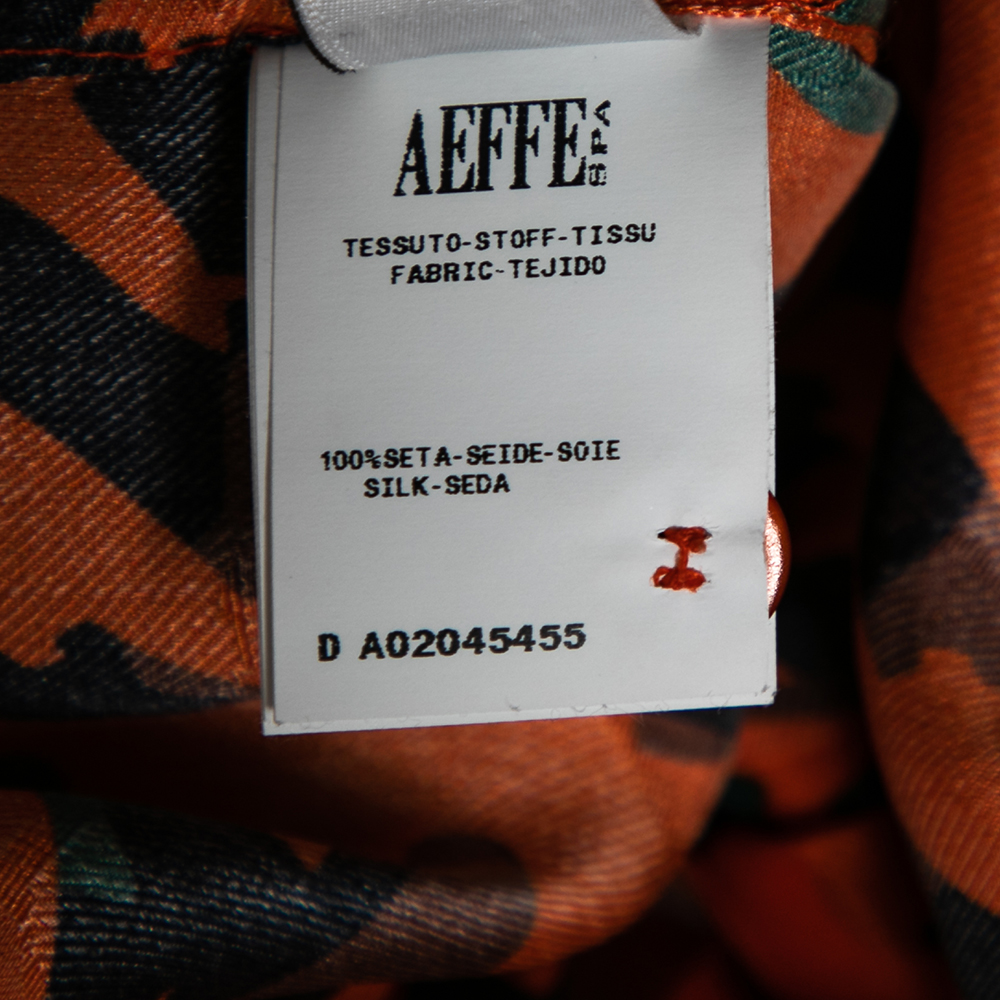 AEFFE SPA
TESSUTO-STOFF-TISSU
FABRIC-TEJIDO
100%SETA-SEIDE-SOIE
SILK-SEDA
D A02045455